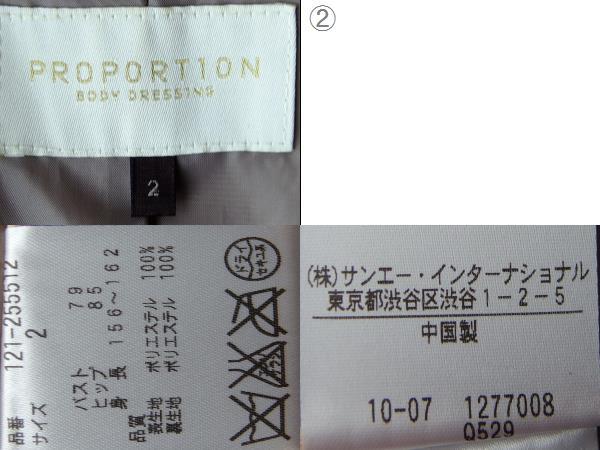 PROPORTION
BODY DRESSING
2
②
品番 121-255512
サイズ 2
バスト 79
ヒップ 85
身長 156～162
品質
表生地 ポリエステル 100%
裏生地 ポリエステル 100%
ドライ
セキユ系
(株)サンエー・インターナショナル
東京都渋谷区渋谷1-2-5
中国製
10-07 1277008
Q529